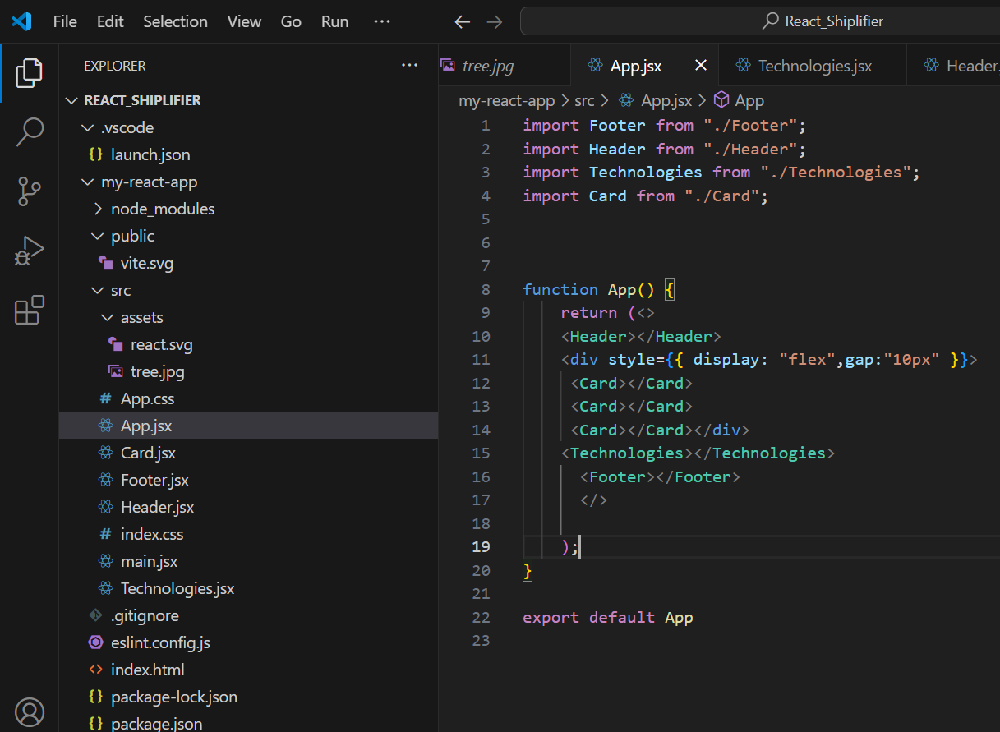 File Edit Selection View Go Run ··· React_Shiplifier
EXPLORER ···
REACT_SHIPLIFIER
.vscode
{} launch.json
my-react-app
node_modules
public
vite.svg
src
assets
react.svg
tree.jpg
# App.css
App.jsx
Card.jsx
Footer.jsx
Header.jsx
# index.css
main.jsx
Technologies.jsx
.gitignore
eslint.config.js
<> index.html
{} package-lock.json
{} package.json
tree.jpg App.jsx Technologies.jsx Header.
my-react-app > src > App.jsx > App
1 import Footer from "./Footer";
2 import Header from "./Header";
3 import Technologies from "./Technologies";
4 import Card from "./Card";
5
6
7
8 function App() {
9 return (<>
10 <Header></Header>
11 <div style={{ display: "flex",gap:"10px" }}>
12 <Card></Card>
13 <Card></Card>
14 <Card></Card></div>
15 <Technologies></Technologies>
16 <Footer></Footer>
17 </>
18
19 );
20 }
21
22 export default App
23